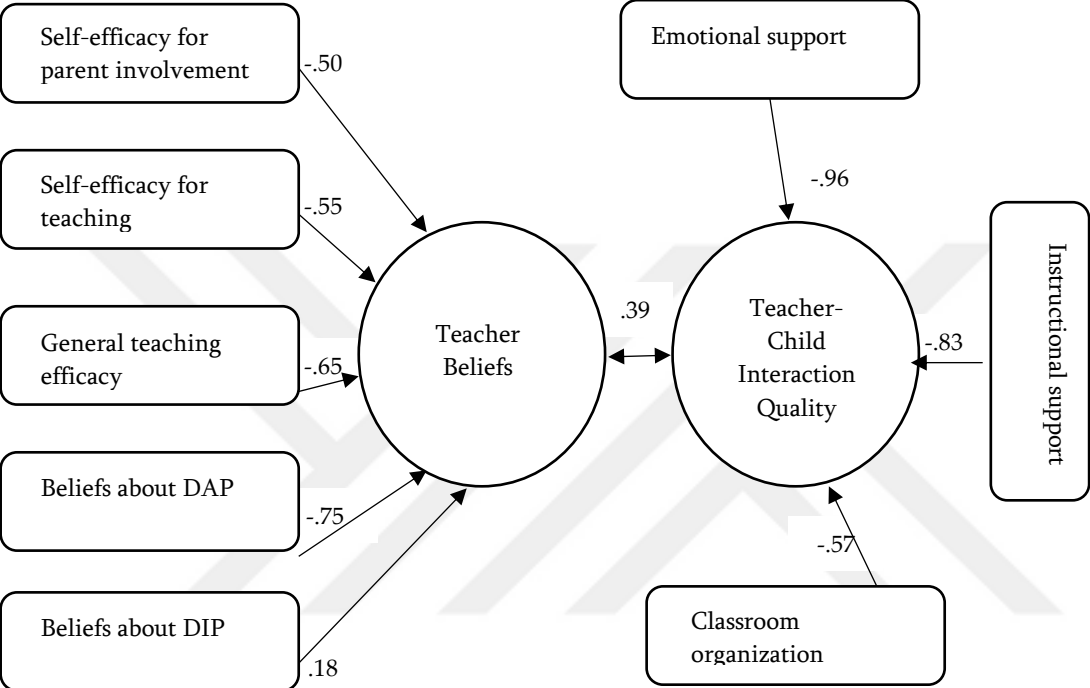 Self-efficacy for
parent involvement
-.50
Self-efficacy for
teaching
-.55
General teaching
efficacy
-.65
Beliefs about DAP
-.75
Beliefs about DIP
.18
Teacher
Beliefs
.39
Emotional support
-.96
Teacher-
Child
Interaction
Quality
-.83
Instructional support
-.57
Classroom
organization